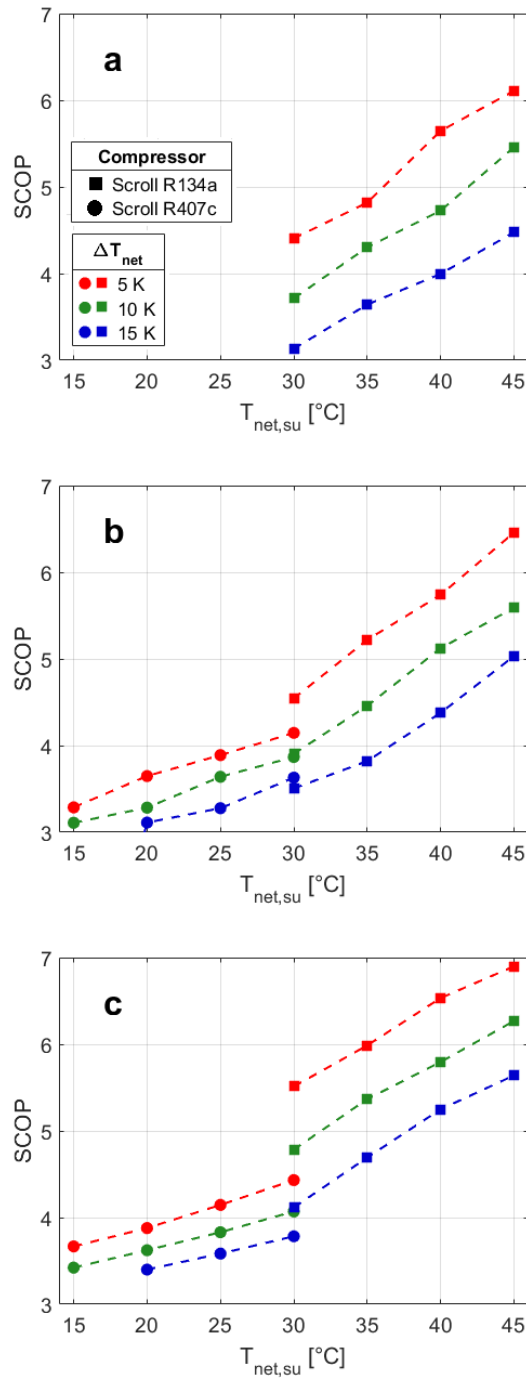 7
a
6
Compressor
Scroll R134a
Scroll R407c
5
SCOP
ΔT_net
5 K
10 K
15 K
4
3
15 20 25 30 35 40 45
T_net,su [°C]
7
b
6
5
SCOP
4
3
15 20 25 30 35 40 45
T_net,su [°C]
7
c
6
5
SCOP
4
3
15 20 25 30 35 40 45
T_net,su [°C]